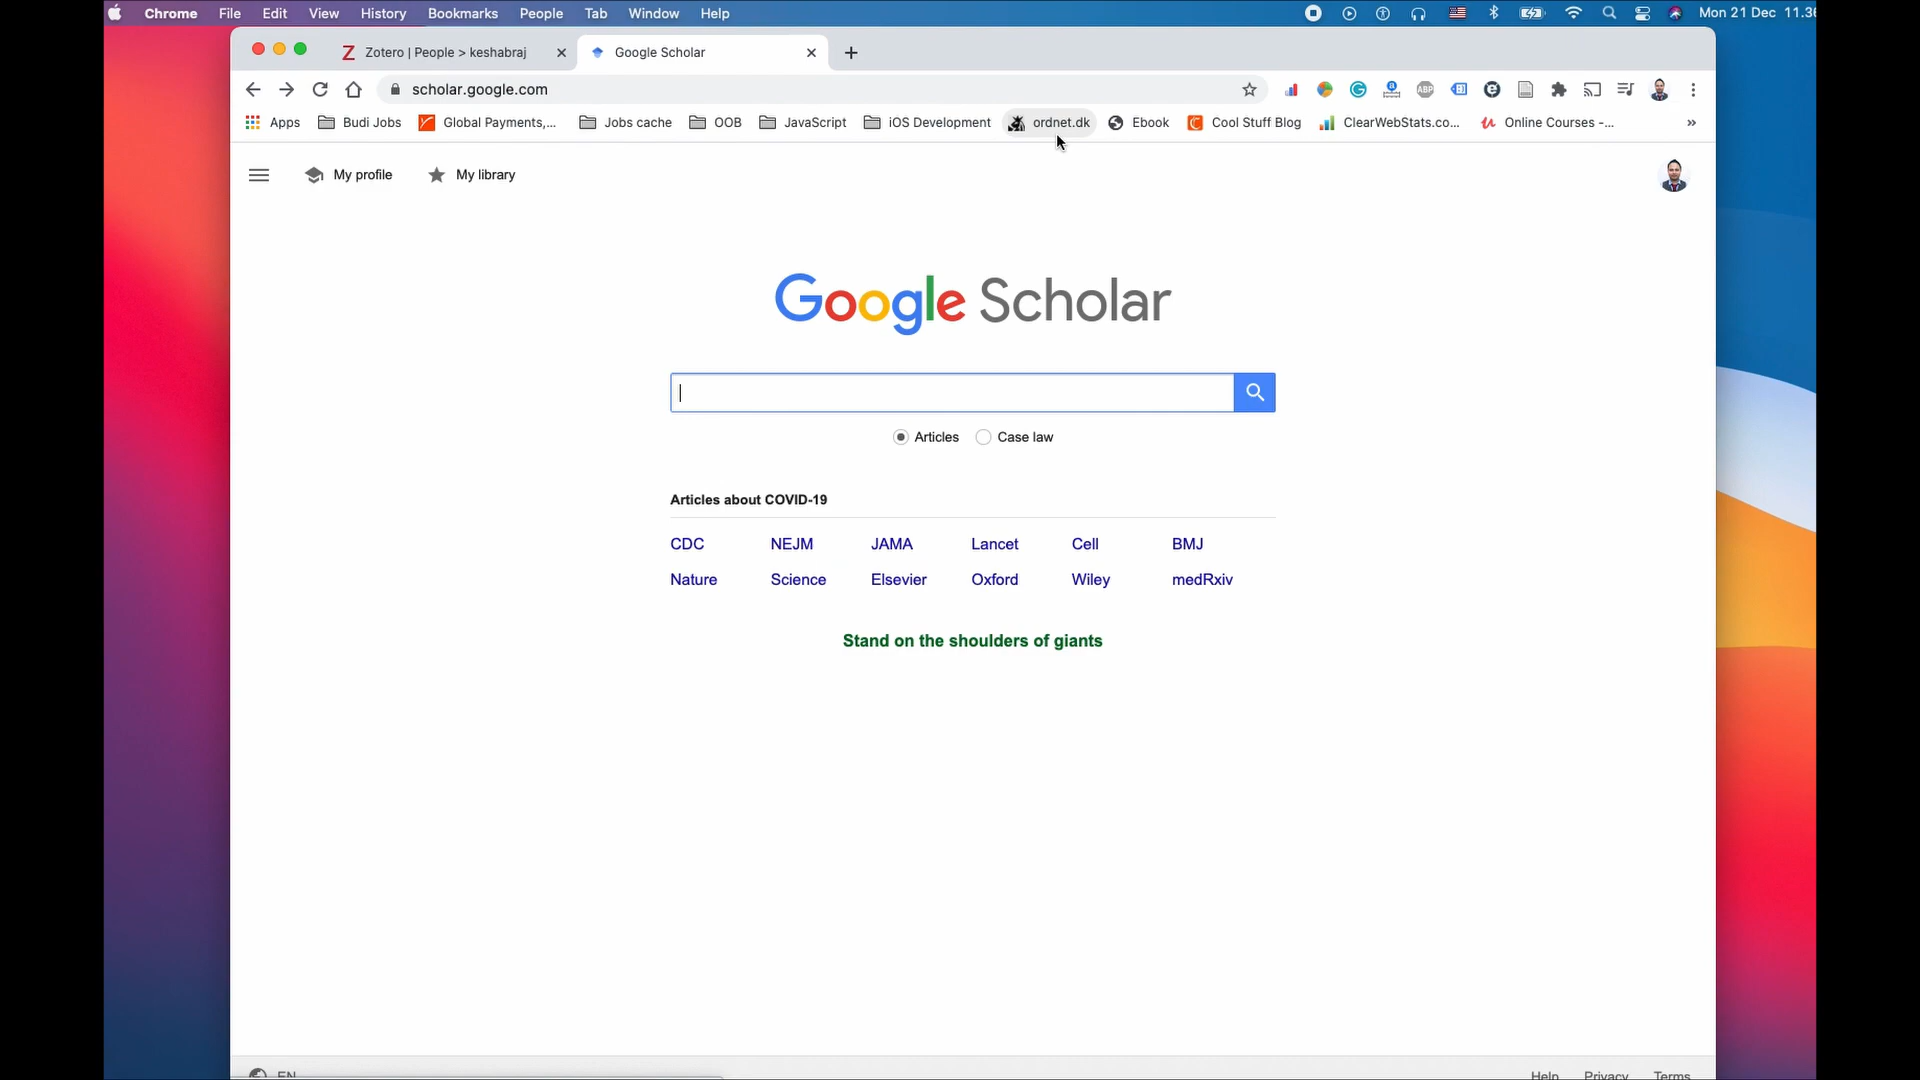 Chrome File Edit View History Bookmarks People Tab Window Help Mon 21 Dec
Zotero | People > keshabraj Google Scholar
scholar.google.com
Apps Budi Jobs Global Payments,... Jobs cache OOB JavaScript iOS Development ordnet.dk Ebook Cool Stuff Blog ClearWebStats.co... Online Courses -... »
My profile My library
Google Scholar
Articles Case law
Articles about COVID-19
CDC NEJM JAMA Lancet Cell BMJ
Nature Science Elsevier Oxford Wiley medRxiv
Stand on the shoulders of giants
EN Help Privacy Terms